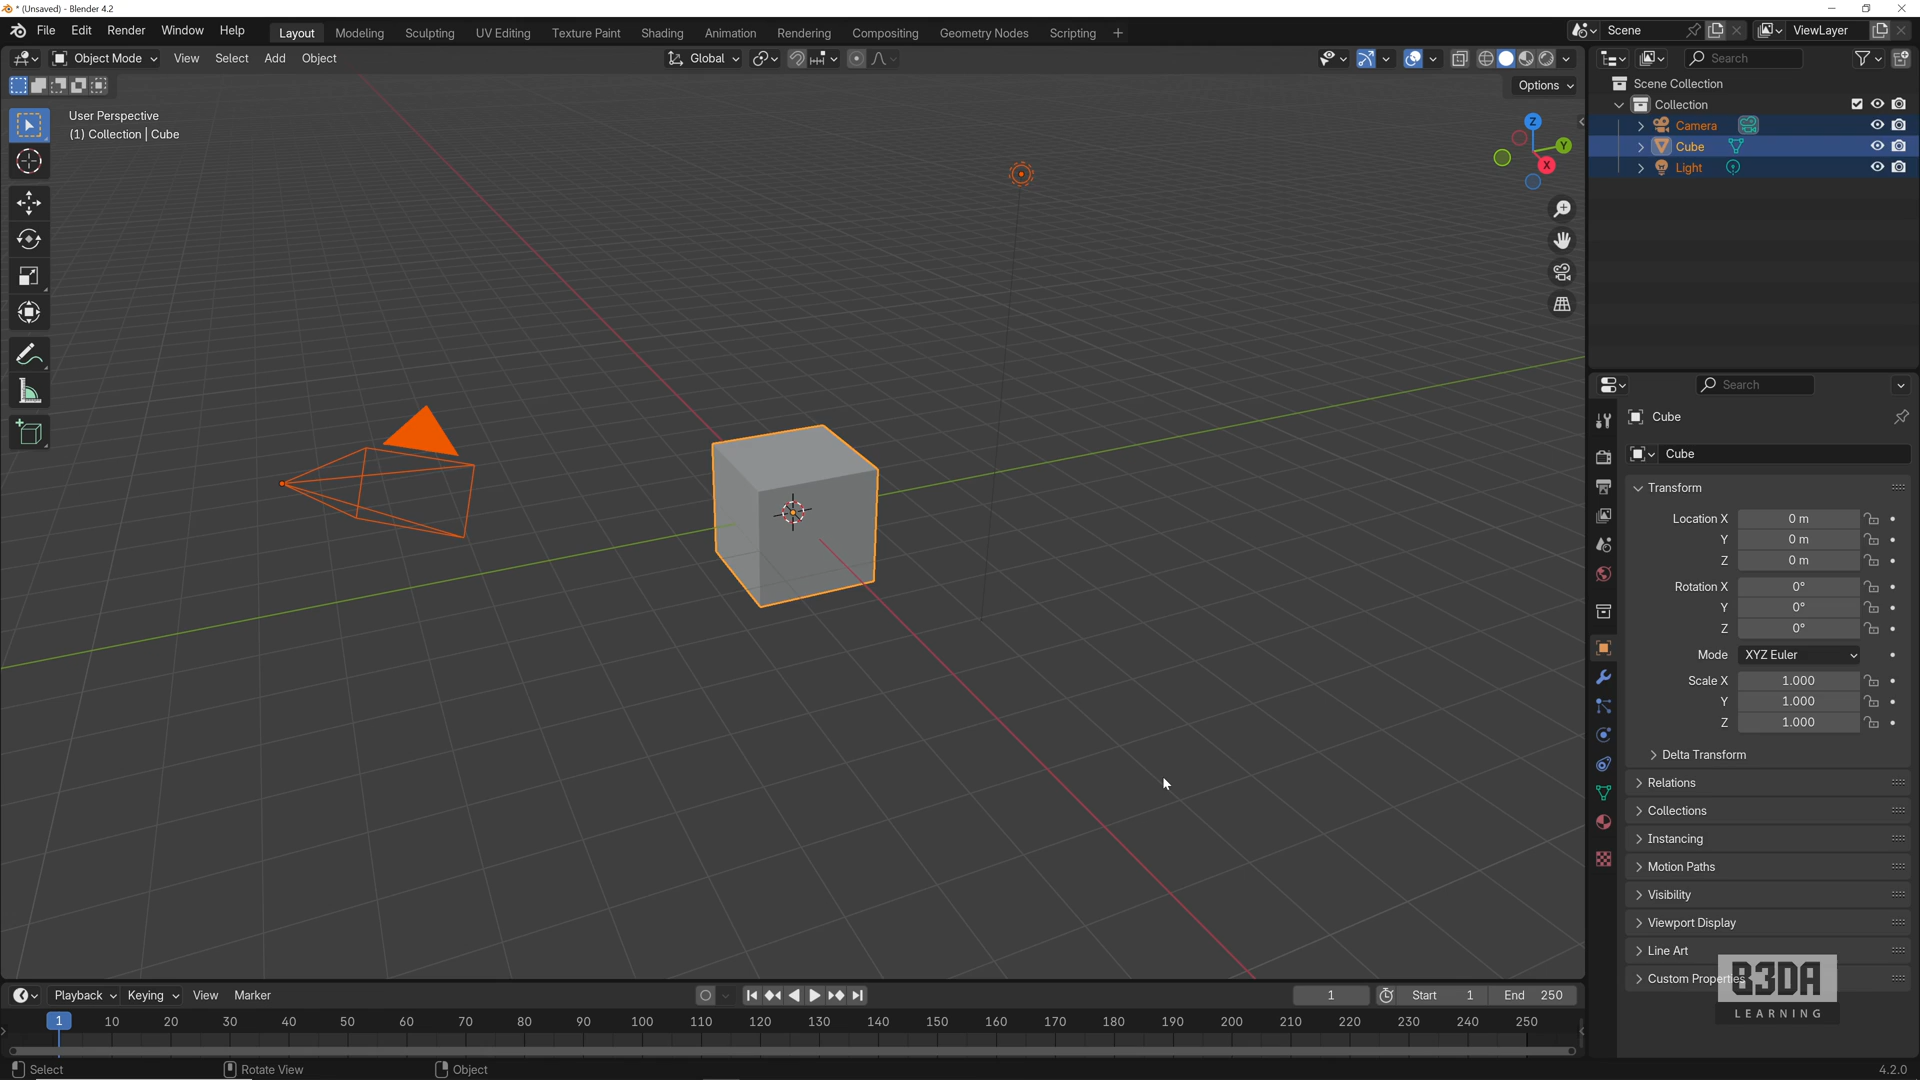 * (Unsaved) - Blender 4.2
File Edit Render Window Help Layout Modeling Sculpting UV Editing Texture Paint Shading Animation Rendering Compositing Geometry Nodes Scripting + Scene ViewLayer
Object Mode View Select Add Object Global Search
Options
User Perspective
(1) Collection | Cube
Z
Y
X
Scene Collection
Collection
Camera
Cube
Light
Search
Cube
Cube
Transform
Location X 0 m
Y 0 m
Z 0 m
Rotation X 0°
Y 0°
Z 0°
Mode XYZ Euler
Scale X 1.000
Y 1.000
Z 1.000
Delta Transform
Relations
Collections
Instancing
Motion Paths
Visibility
Viewport Display
Line Art
Custom Properties
B3DA
LEARNING
Playback Keying View Marker 1 Start 1 End 250
1 10 20 30 40 50 60 70 80 90 100 110 120 130 140 150 160 170 180 190 200 210 220 230 240 250
Select Rotate View Object 4.2.0